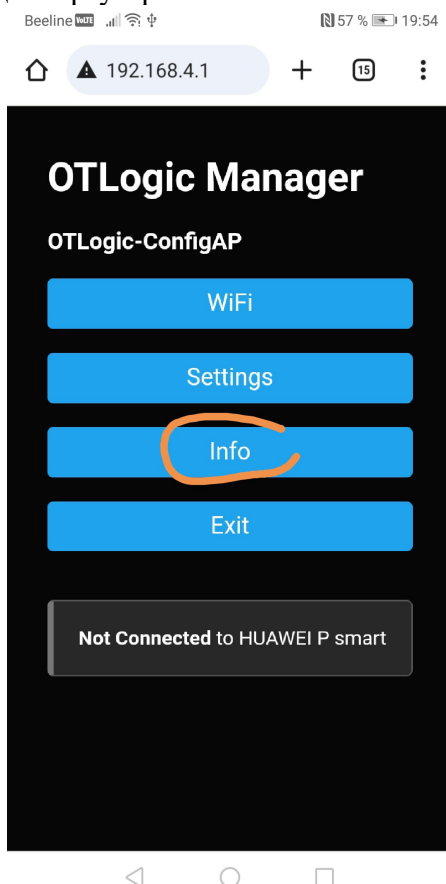 Beeline VoLTE 57 % 19:54
192.168.4.1 15
OTLogic Manager
OTLogic-ConfigAP
WiFi
Settings
Info
Exit
Not Connected to HUAWEI P smart